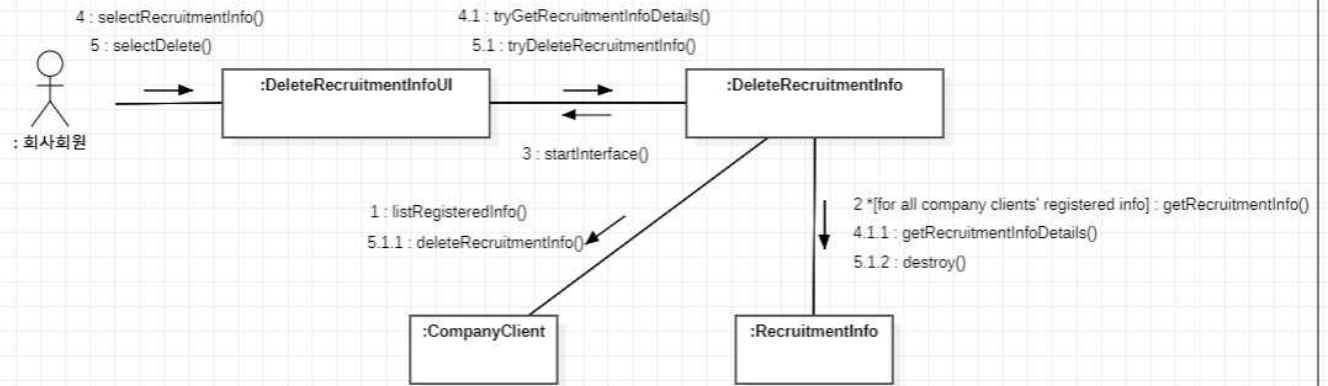 4 : selectRecruitmentInfo()
5 : selectDelete()
4.1 : tryGetRecruitmentInfoDetails()
5.1 : tryDeleteRecruitmentInfo()
:DeleteRecruitmentInfoUI
:DeleteRecruitmentInfo
: 회사회원
3 : startInterface()
1 : listRegisteredInfo()
5.1.1 : deleteRecruitmentInfo()
2 *[for all company clients' registered info] : getRecruitmentInfo()
4.1.1 : getRecruitmentInfoDetails()
5.1.2 : destroy()
:CompanyClient
:RecruitmentInfo